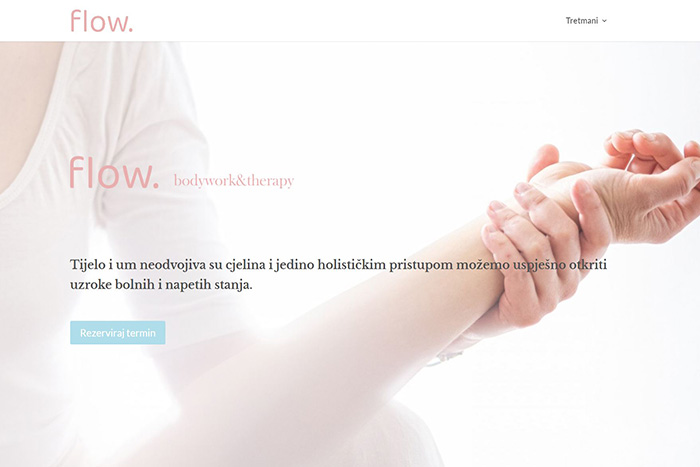 flow.
Tretmani
flow. bodywork&therapy
Tijelo i um neodvojiva su cjelina i jedino holističkim pristupom možemo uspješno otkriti
uzroke bolnih i napetih stanja.
Rezerviraj termin